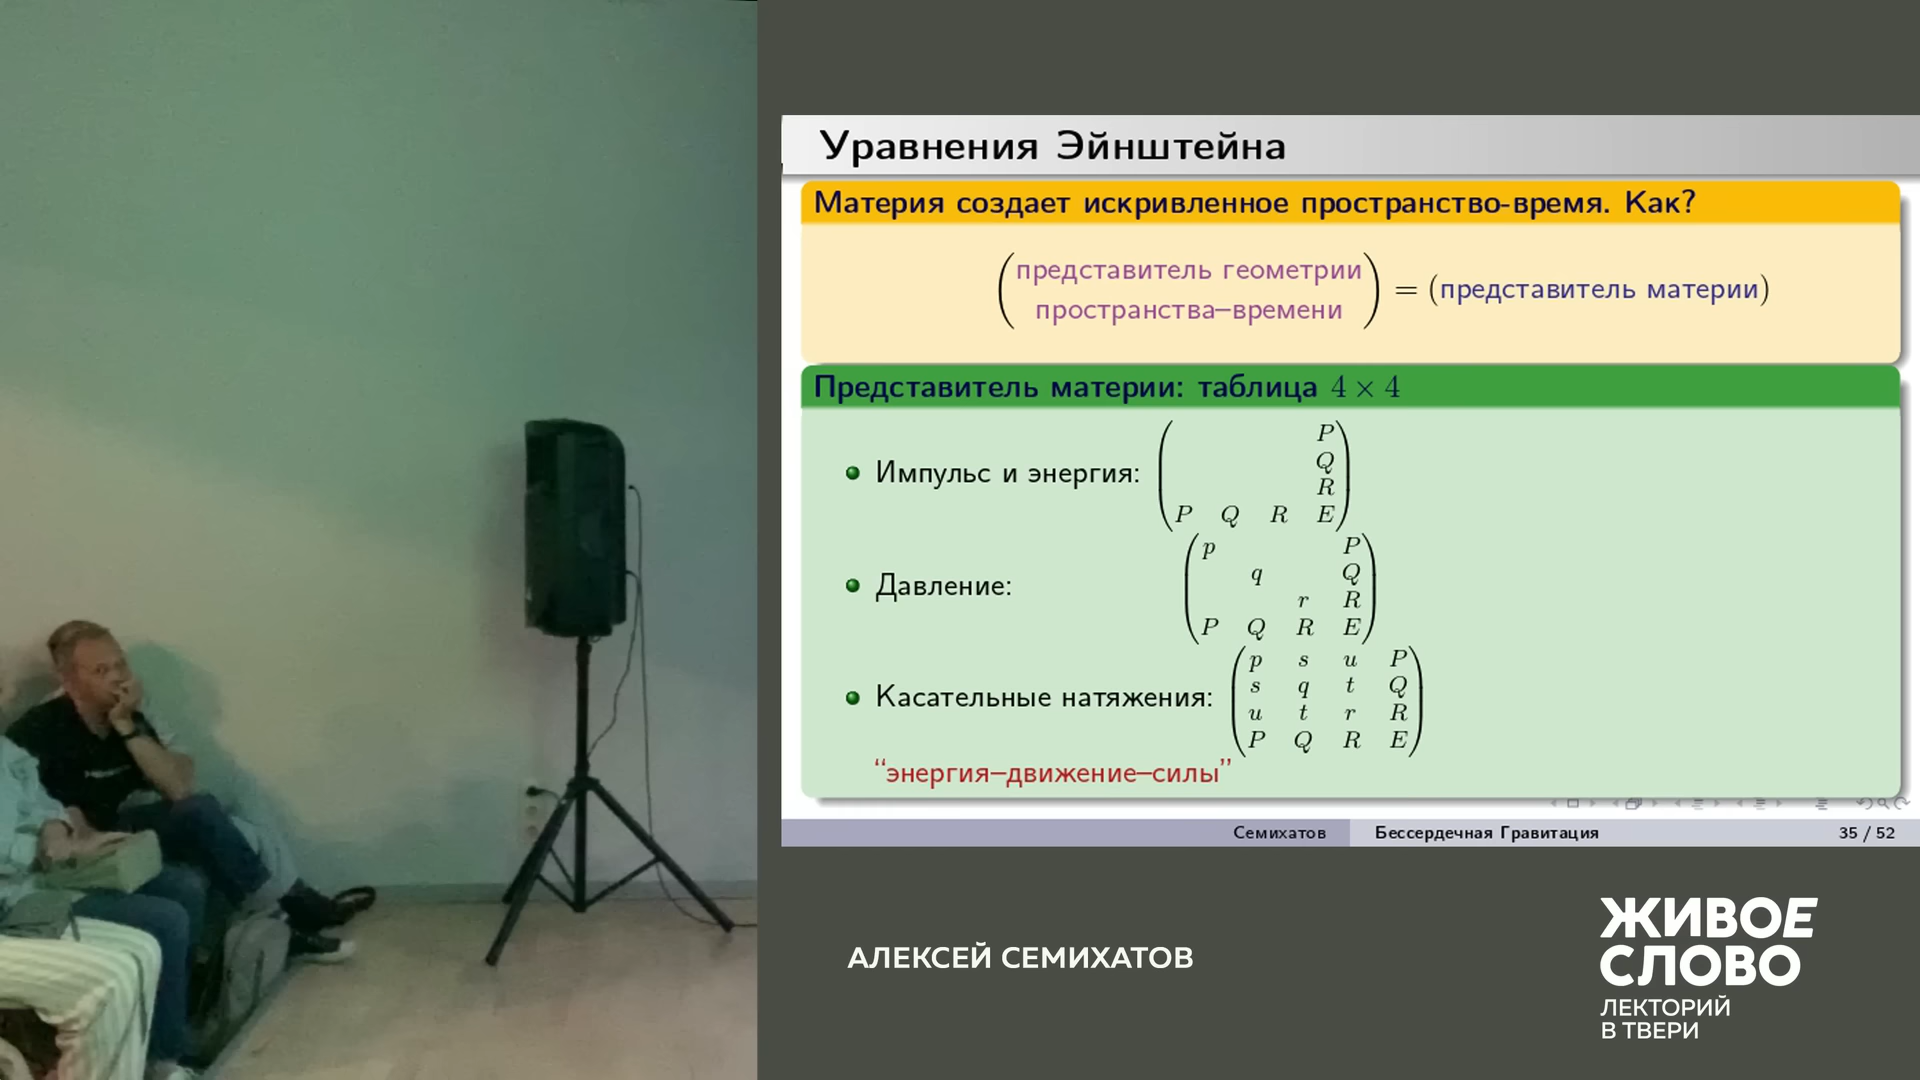 Уравнения Эйнштейна
Материя создает искривленное пространство-время. Как?
(представитель геометрии
пространства–времени) = (представитель материи)
Представитель материи: таблица 4 × 4
P
Q
R
Импульс и энергия:
P Q R E
p P
q Q
Давление:
r R
P Q R E
p s u P
s q t Q
Касательные натяжения:
u t r R
P Q R E
“энергия–движение–силы”
Семихатов Бессердечная Гравитация 35 / 52
АЛЕКСЕЙ СЕМИХАТОВ
ЖИВОЕ
СЛОВО
ЛЕКТОРИЙ
В ТВЕРИ